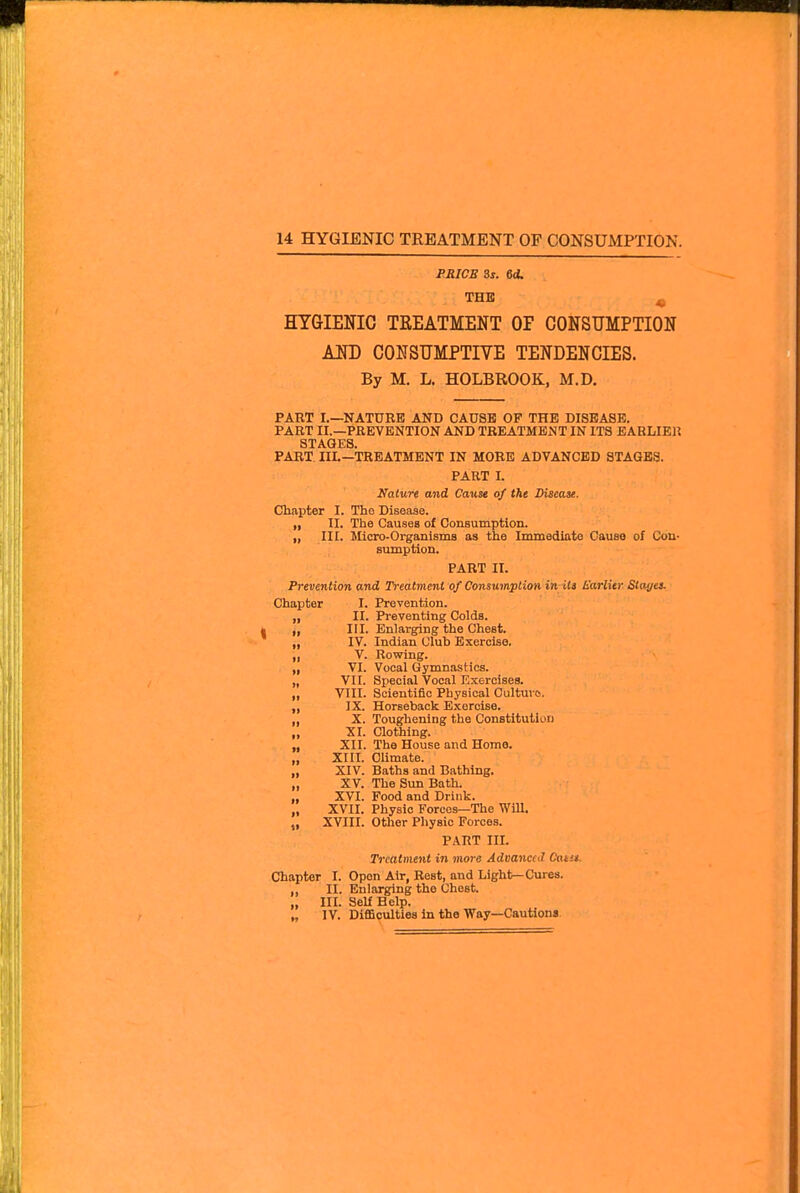 14 HYGIENIC TREATMENT OF CONSUMPTION.
PRICE 3s. 6d.
THE
HYGIENIC TREATMENT OF CONSUMPTION
AND CONSUMPTIVE TENDENCIES.
By M. L. HOLBROOK, M.D.
PART I.—NATURE AND CAUSE OF THE DISEASE.
PART II.—PREVENTION AND TREATMENT IN ITS EARLIER
STAGES.
PART III.—TREATMENT IN MORE ADVANCED STAGES.
PART I.
Nature and Cause of the Disease.
Chapter I. The Disease.
„ II. The Causes of Consumption.
„ III. Micro-Organisms as the Immediate Cause of Con-
sumption.
PART II.
Prevention and Treatment of Consumption in its Earlier Stages.
Chapter I. Prevention.
„ II. Preventing Colds.
„ III. Enlarging the Chest.
„ IV. Indian Club Exercise.
„ V. Rowing.
„ VI. Vocal Gymnastics.
„ VII. Special Vocal Exercises.
„ VIII. Scientific Physical Culture.
„ IX. Horseback Exercise.
„ X. Toughening the Constitution
„ XI. Clothing.
„ XII. The House and Home.
„ XIII. Climate.
„ XIV. Baths and Bathing.
„ XV. The Sun Bath.
„ XVI. Food and Drink.
„ XVII. Physic Forces—The Will.
„ XVIII. Other Physic Forces.
PART III.
Treatment in more Advanced Cases.
Chapter I. Open Air, Rest, and Light—Cures.
„ II. Enlarging the Chest.
„ III. Self Help.
„ IV. Difficulties in the Way—Cautions.